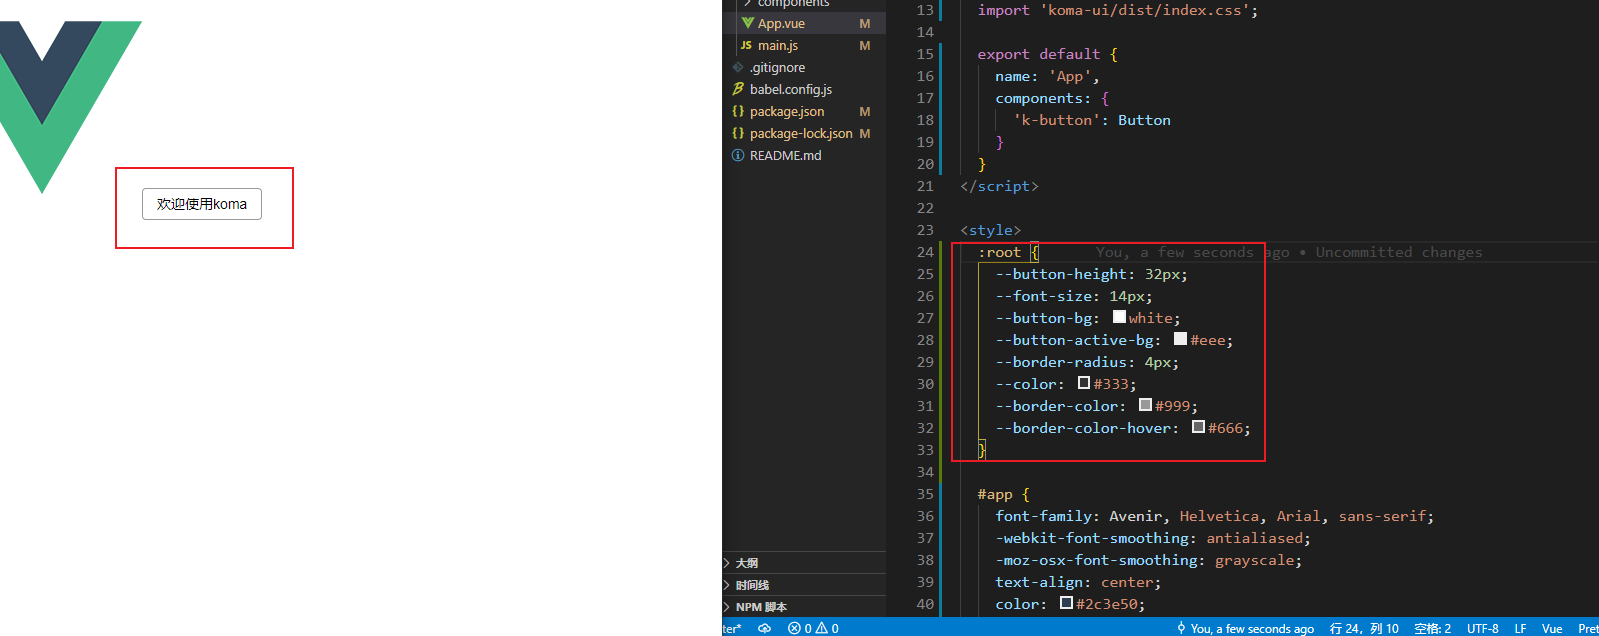 欢迎使用koma
components
App.vue M
main.js M
.gitignore
babel.config.js
package.json M
package-lock.json M
README.md
大纲
时间线
NPM 脚本
13 import 'koma-ui/dist/index.css';
14
15 export default {
16 name: 'App',
17 components: {
18 'k-button': Button
19 }
20 }
21 </script>
22
23 <style>
24 :root { You, a few seconds ago • Uncommitted changes
25 --button-height: 32px;
26 --font-size: 14px;
27 --button-bg: white;
28 --button-active-bg: #eee;
29 --border-radius: 4px;
30 --color: #333;
31 --border-color: #999;
32 --border-color-hover: #666;
33 }
34
35 #app {
36 font-family: Avenir, Helvetica, Arial, sans-serif;
37 -webkit-font-smoothing: antialiased;
38 -moz-osx-font-smoothing: grayscale;
39 text-align: center;
40 color: #2c3e50;
ter* 0 0 You, a few seconds ago 行 24，列 10 空格: 2 UTF-8 LF Vue Pret